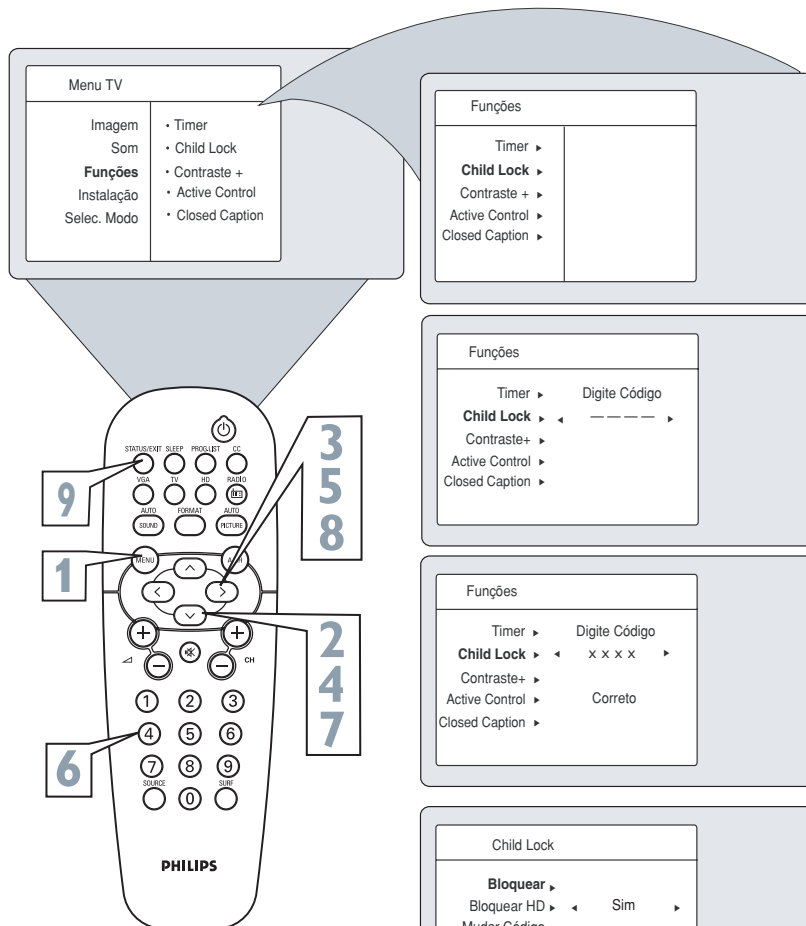 Menu TV
Imagem
Som
Funções
Instalação
Selec. Modo
• Timer
• Child Lock
• Contraste +
• Active Control
• Closed Caption
Funções
Timer ▸
Child Lock ▸
Contraste + ▸
Active Control ▸
Closed Caption ▸
Funções
Timer ▸ Digite Código
Child Lock ▸ ◂ — — — — ▸
Contraste+ ▸
Active Control ▸
Closed Caption ▸
Funções
Timer ▸ Digite Código
Child Lock ▸ ◂ x x x x ▸
Contraste+ ▸
Active Control ▸ Correto
Closed Caption ▸
Child Lock
Bloquear ▸
Bloquear HD ▸ ◂ Sim ▸
Mudar Código
STATUS/EXIT SLEEP PROG.LIST CC
VGA TV HD RADIO
AUTO FORMAT AUTO
SOUND PICTURE
MENU A/CH
+ +
− − CH
1 2 3
4 5 6
7 8 9
SOURCE 0 SURF
PHILIPS
9
1
6
3
5
8
2
4
7